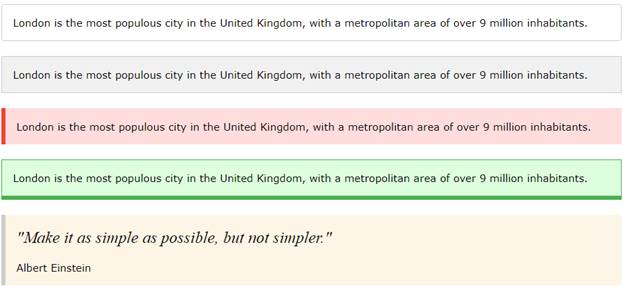 London is the most populous city in the United Kingdom, with a metropolitan area of over 9 million inhabitants.
London is the most populous city in the United Kingdom, with a metropolitan area of over 9 million inhabitants.
London is the most populous city in the United Kingdom, with a metropolitan area of over 9 million inhabitants.
London is the most populous city in the United Kingdom, with a metropolitan area of over 9 million inhabitants.
"Make it as simple as possible, but not simpler."
Albert Einstein